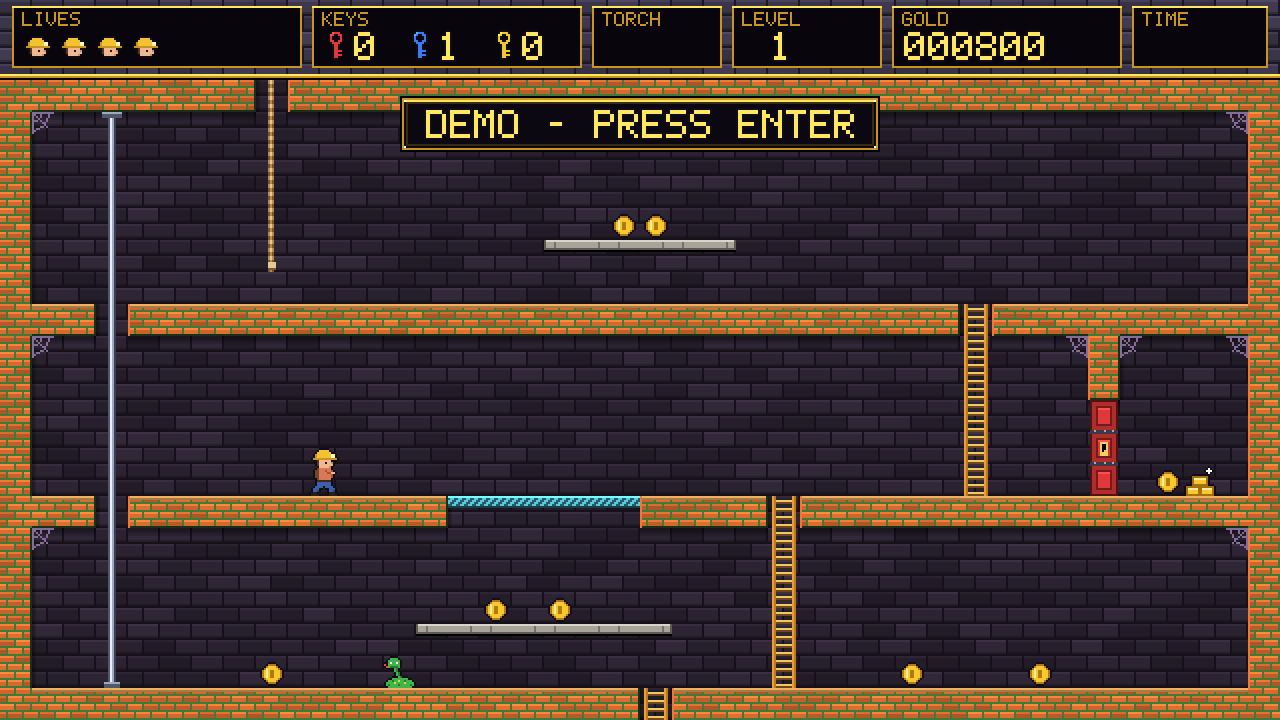 LIVES
KEYS
0 1 0
TORCH
LEVEL
1
GOLD
000800
TIME
DEMO - PRESS ENTER